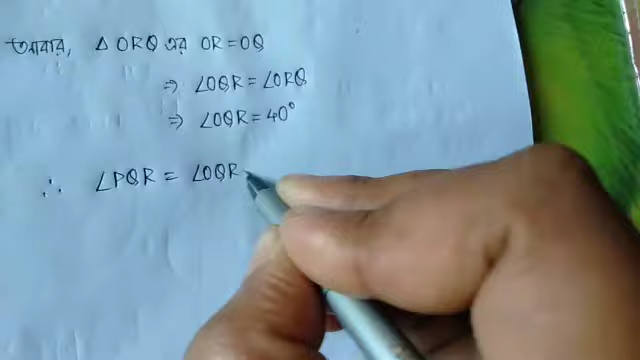 আবার, △ ORQ এর OR = OQ
⇒ ∠OQR = ∠ORQ
⇒ ∠OQR = 40°
∴ ∠PQR = ∠OQR